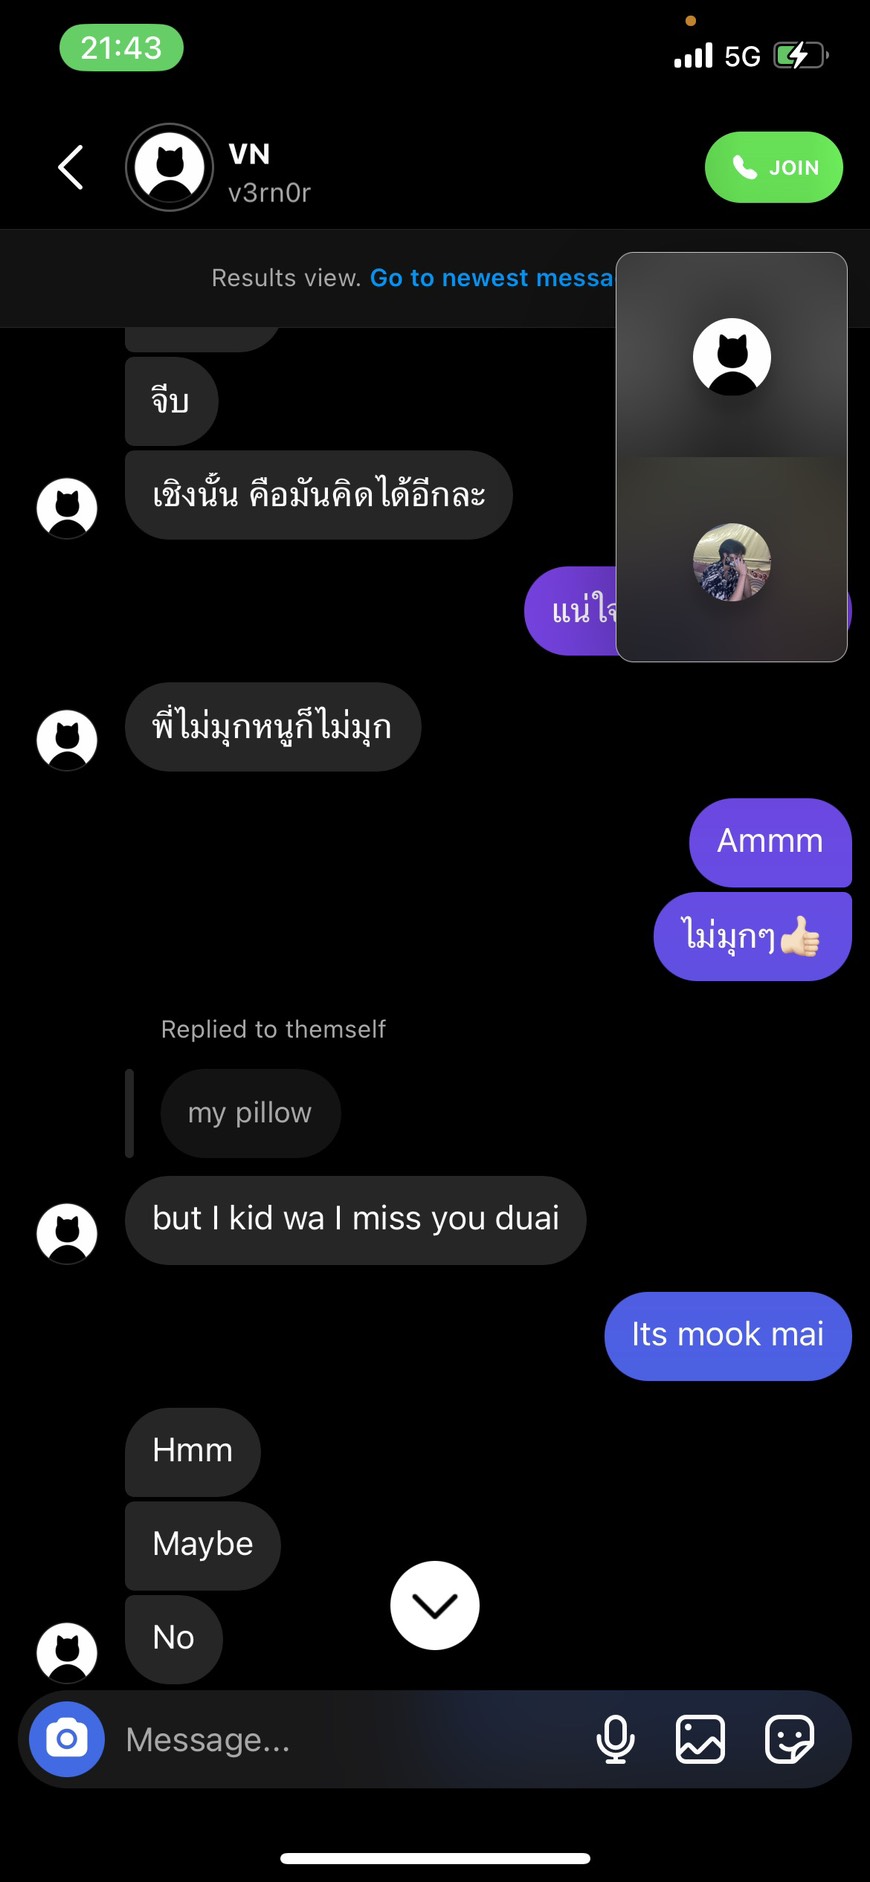 21:43
5G
VN
v3rn0r
JOIN
Results view. Go to newest messa
จีบ
เชิงนั้น คือมันคิดได้อีกละ
พี่ไม่มุกหนูก็ไม่มุก
Ammm
ไม่มุกๆ👍🏻
Replied to themself
my pillow
but I kid wa I miss you duai
Its mook mai
Hmm
Maybe
No
Message...